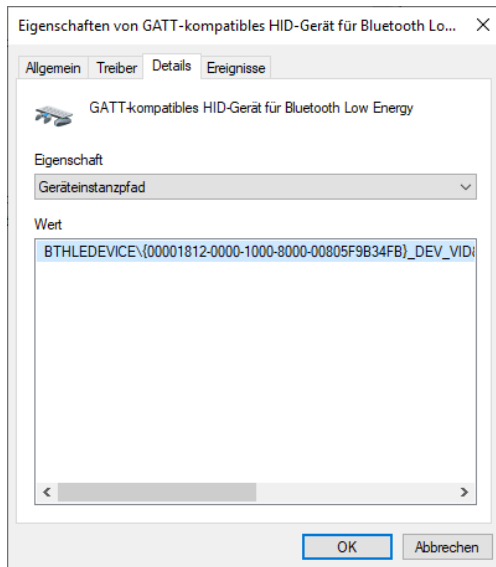 Eigenschaften von GATT-kompatibles HID-Gerät für Bluetooth Lo...
Allgemein Treiber Details Ereignisse
GATT-kompatibles HID-Gerät für Bluetooth Low Energy
Eigenschaft
Geräteinstanzpfad
Wert
BTHLEDEVICE\{00001812-0000-1000-8000-00805F9B34FB}_DEV_VID
OK Abbrechen